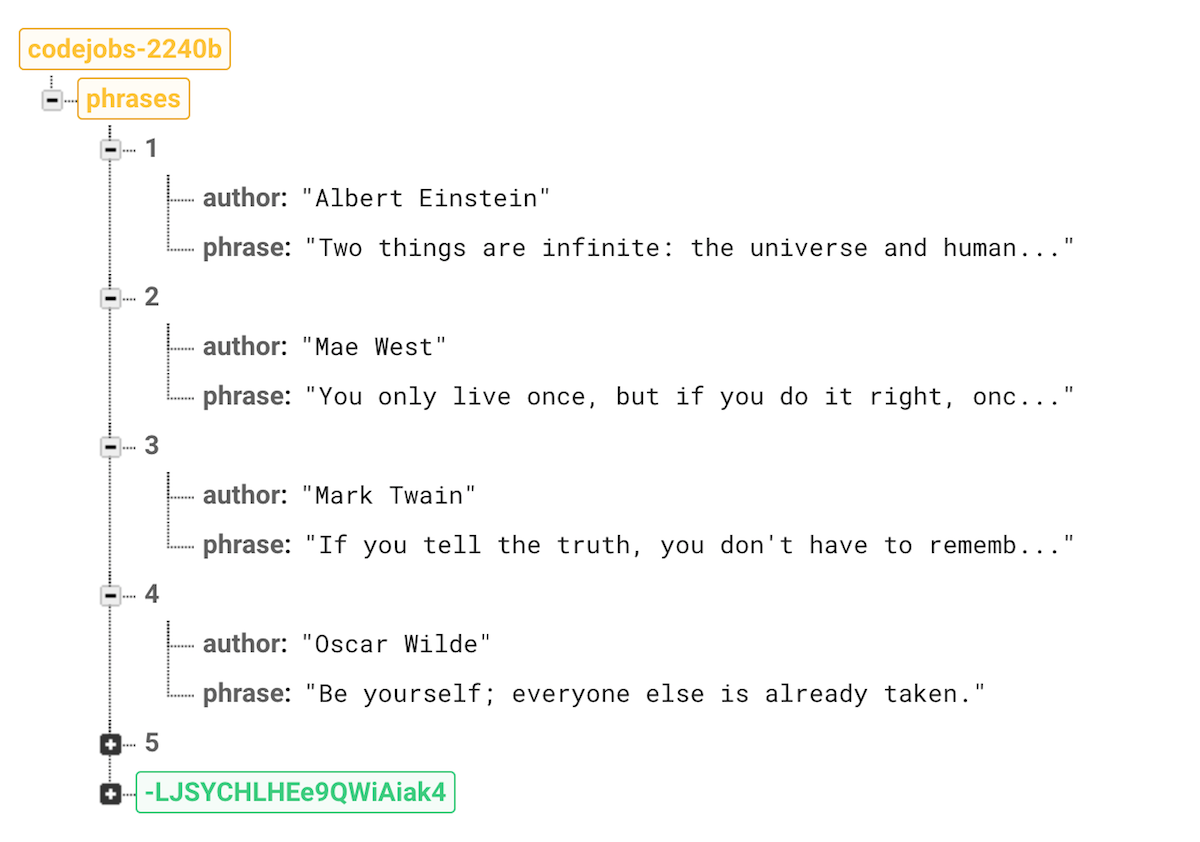 codejobs-2240b
phrases
1
author: "Albert Einstein"
phrase: "Two things are infinite: the universe and human..."
2
author: "Mae West"
phrase: "You only live once, but if you do it right, onc..."
3
author: "Mark Twain"
phrase: "If you tell the truth, you don't have to rememb..."
4
author: "Oscar Wilde"
phrase: "Be yourself; everyone else is already taken."
5
-LJSYCHLHEe9QWiAiak4